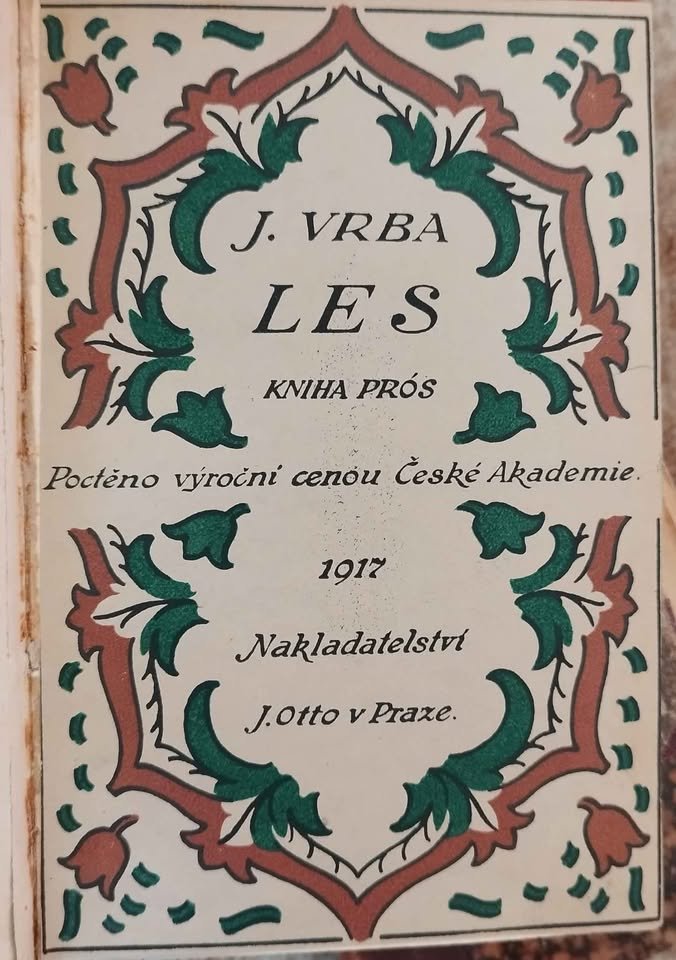 J. VRBA
LES
KNIHA PRÓS
Poctěno výroční cenou České Akademie.
1917
Nakladatelství
J. Otto v Praze.